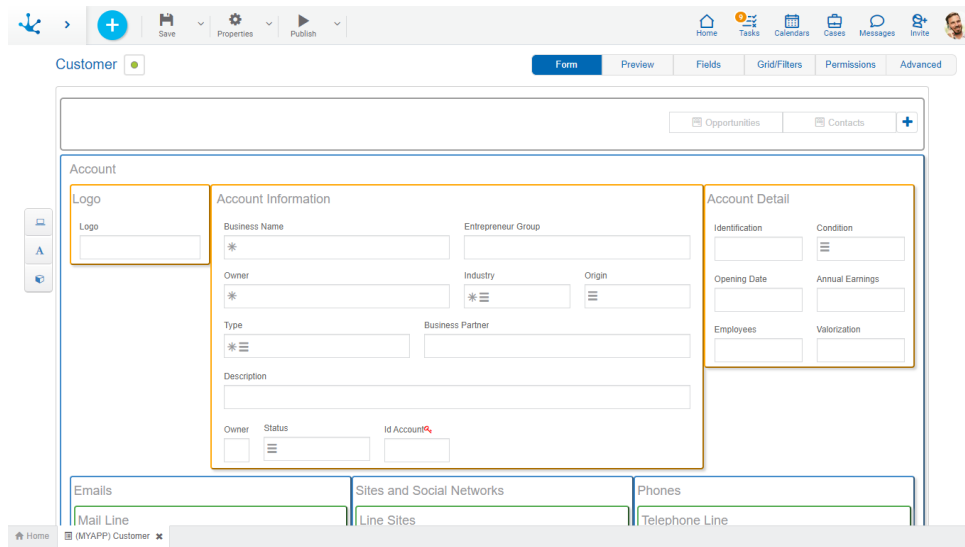 Save Properties Publish
9
Home Tasks Calendars Cases Messages Invite
Customer
Form Preview Fields Grid/Filters Permissions Advanced
Opportunities Contacts
Account
Logo
Logo
Account Information
Business Name Entrepreneur Group
Owner Industry Origin
Type Business Partner
Description
Owner Status Id Account
Account Detail
Identification Condition
Opening Date Annual Earnings
Employees Valorization
A
Emails Sites and Social Networks Phones
Mail Line Line Sites Telephone Line
Home (MYAPP) Customer